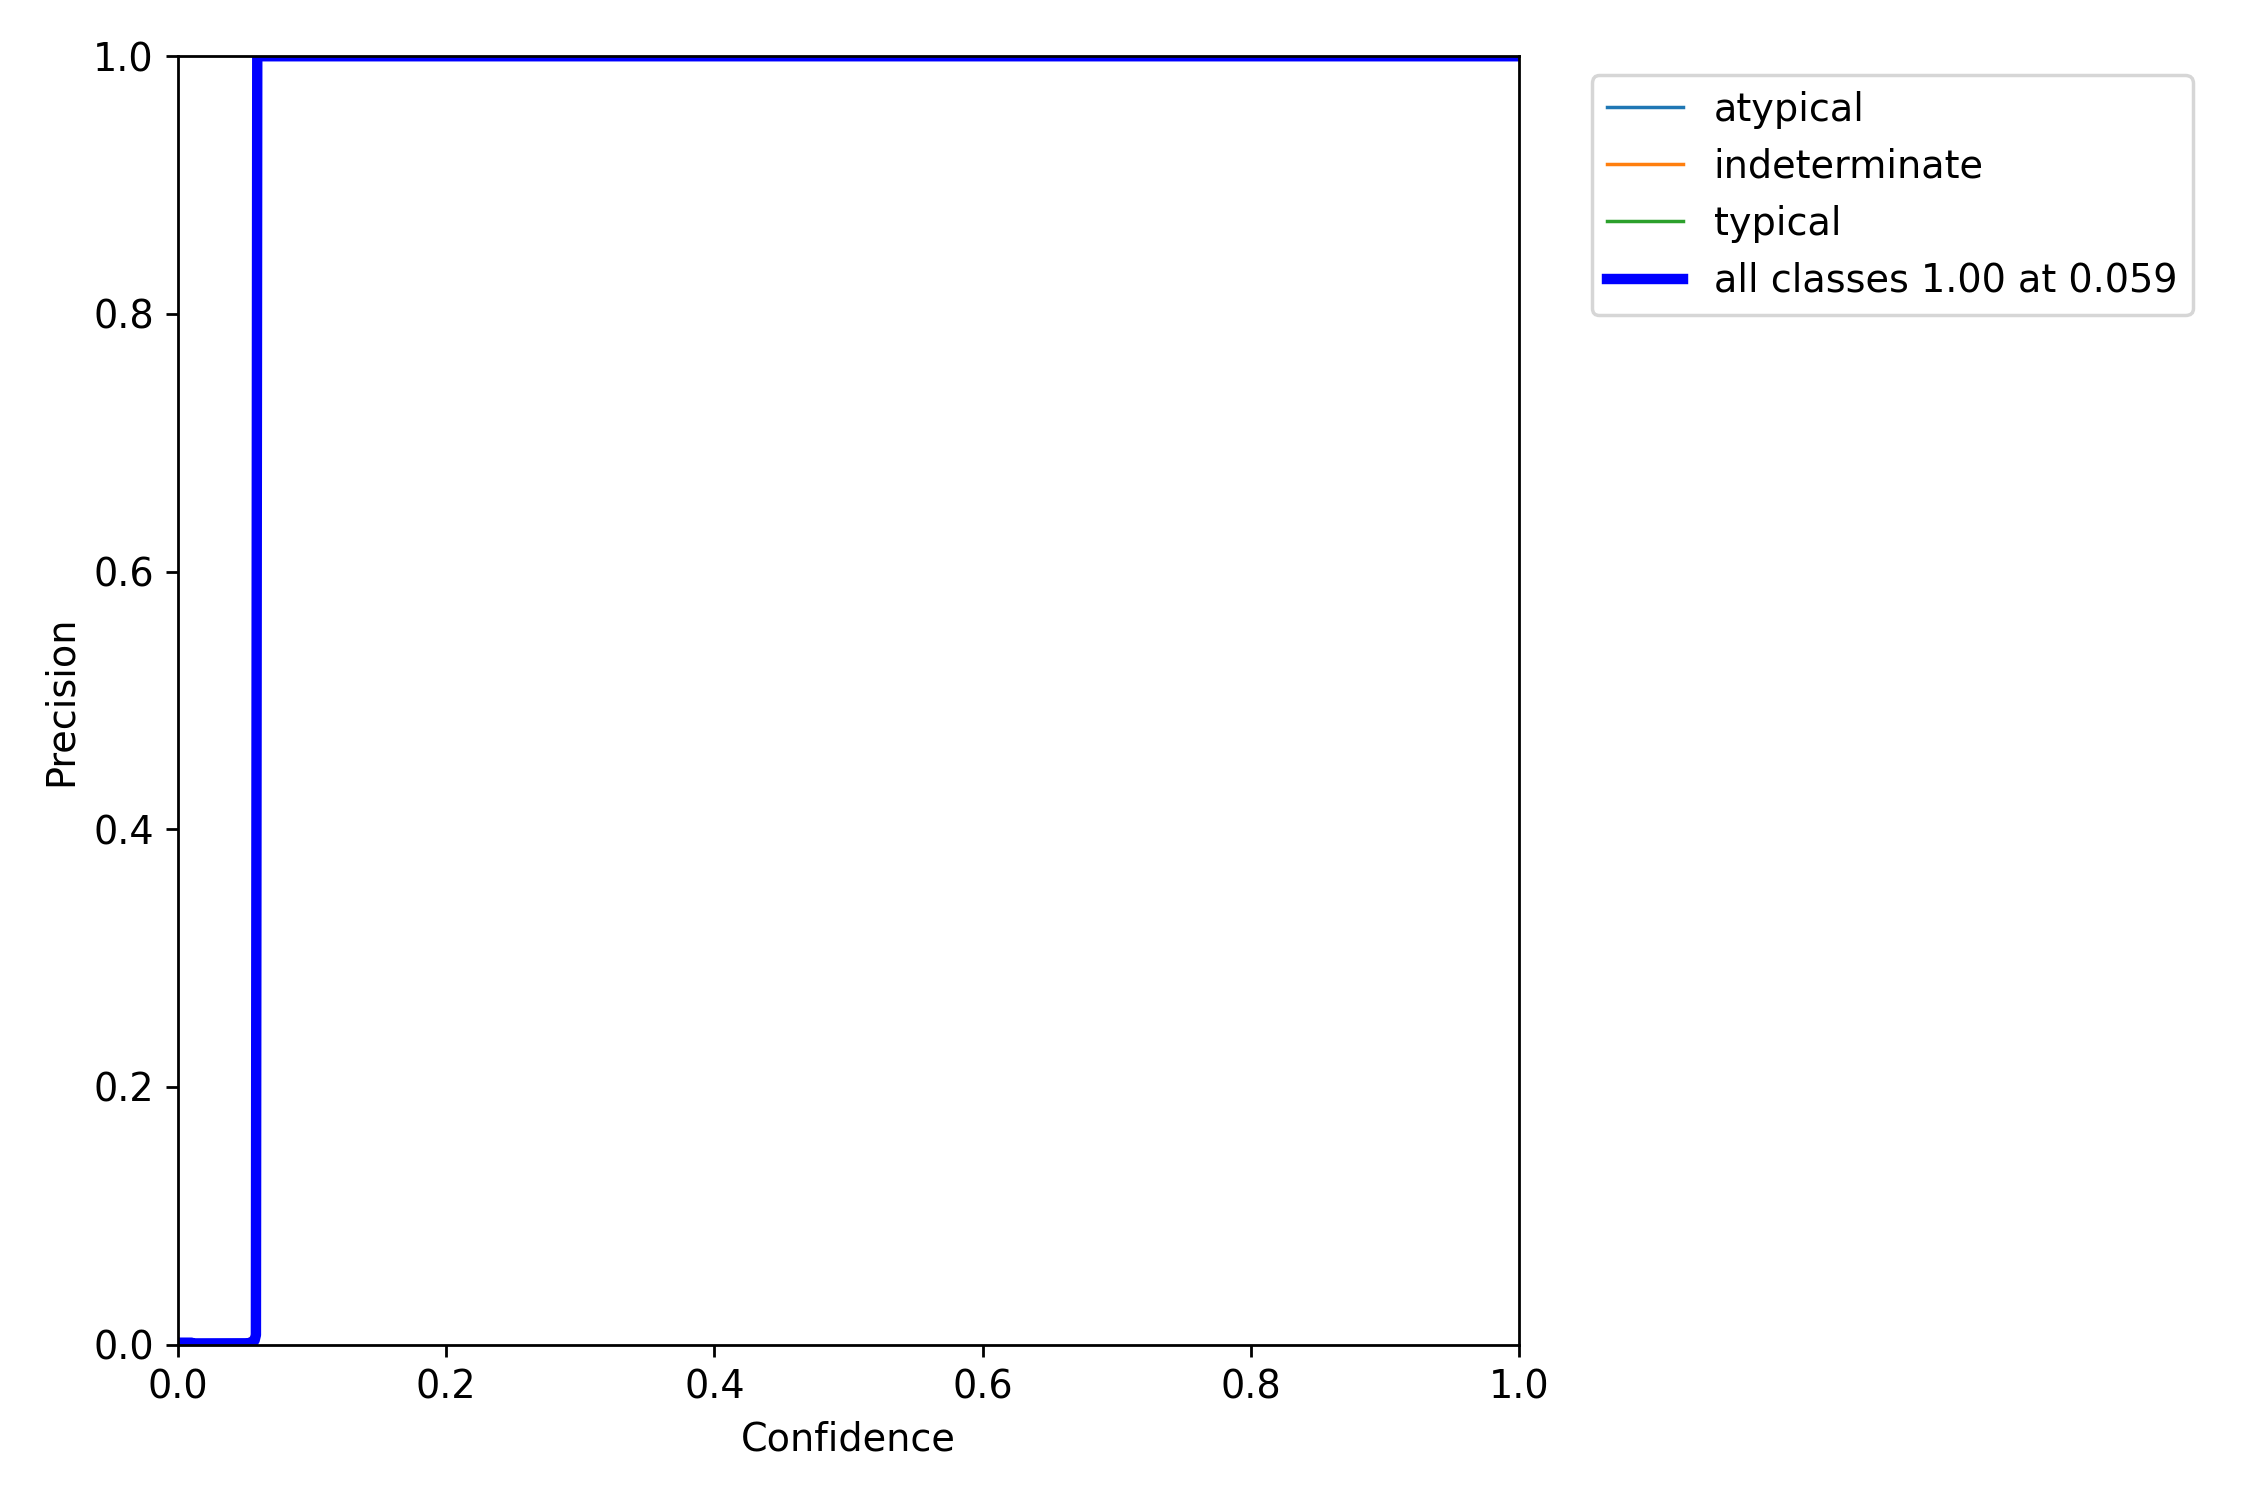 1.0
0.8
0.6
0.4
0.2
0.0
Precision
0.0 0.2 0.4 0.6 0.8 1.0
Confidence
atypical
indeterminate
typical
all classes 1.00 at 0.059